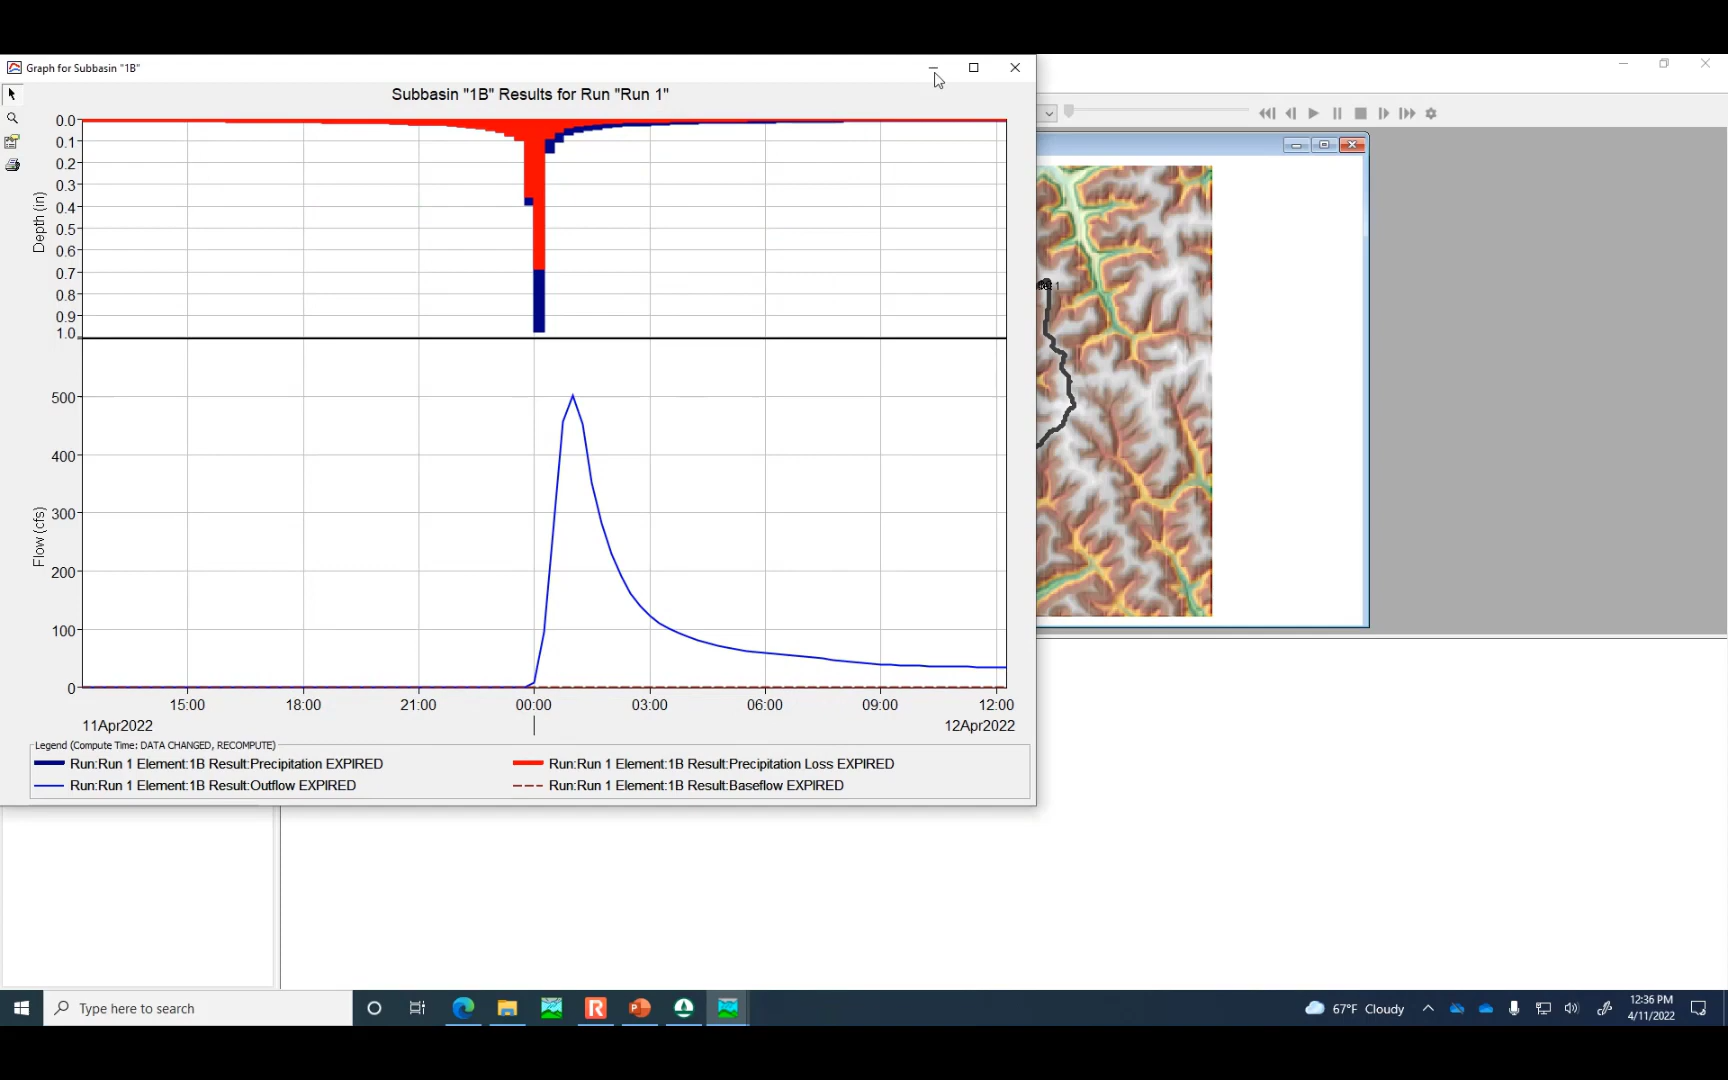 Graph for Subbasin "1B"
Subbasin "1B" Results for Run "Run 1"
0.0
0.1
0.2
0.3
0.4
0.5
0.6
0.7
0.8
0.9
1.0
Depth (in)
500
400
300
200
100
0
Flow (cfs)
15:00 18:00 21:00 00:00 03:00 06:00 09:00 12:00
11Apr2022 12Apr2022
Legend (Compute Time: DATA CHANGED, RECOMPUTE)
Run:Run 1 Element:1B Result:Precipitation EXPIRED Run:Run 1 Element:1B Result:Precipitation Loss EXPIRED
Run:Run 1 Element:1B Result:Outflow EXPIRED Run:Run 1 Element:1B Result:Baseflow EXPIRED
Type here to search
67°F Cloudy
12:36 PM
4/11/2022